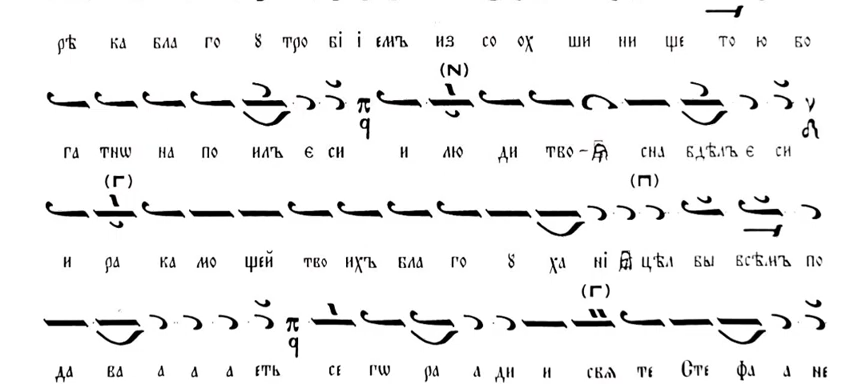 рѣ ка бла го ꙋ тро бі і емъ из со ох ши ни ще то ю бо
(N)
га тнѡ на по илъ є си и лю ди тво - ѧ сна бдѣлъ є си
(Г) (П)
и ра ка мо щей тво ихъ бла го ꙋ ха ні ѧ цѣл вы всѣмъ по
(Г)
да ва а а а етъ се гѡ ра а ди и свѧ те Сте фа а не